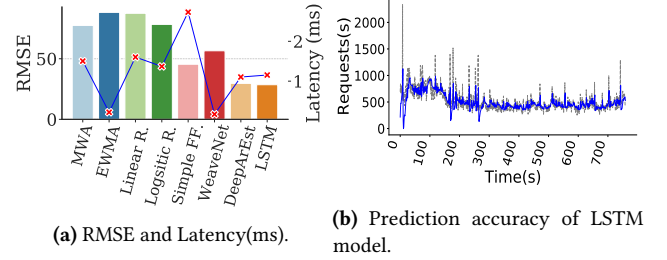 RMSE
50
0
2
1
Latency (ms)
MWA
EWMA
Linear R.
Logsitic R.
Simple FF.
WeaveNet
DeepArEst
LSTM
(a) RMSE and Latency(ms).
Requests(s)
2000
1500
1000
500
0
0
100
200
300
400
500
600
700
Time(s)
(b) Prediction accuracy of LSTM
model.